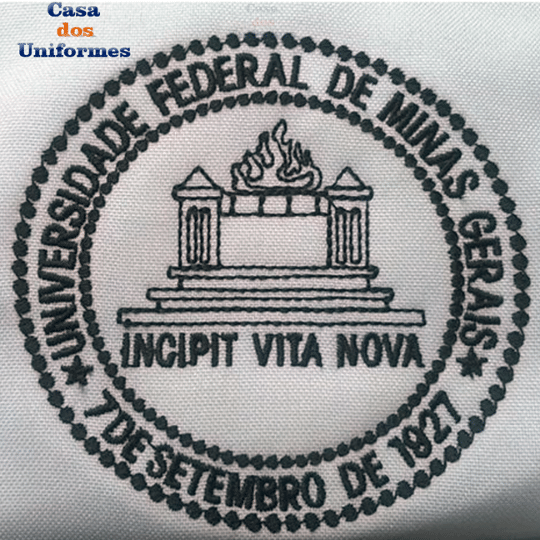 Casa
dos
Uniformes
UNIVERSIDADE FEDERAL DE MINAS GERAIS
INCIPIT VITA NOVA
7 DE SETEMBRO DE 1927